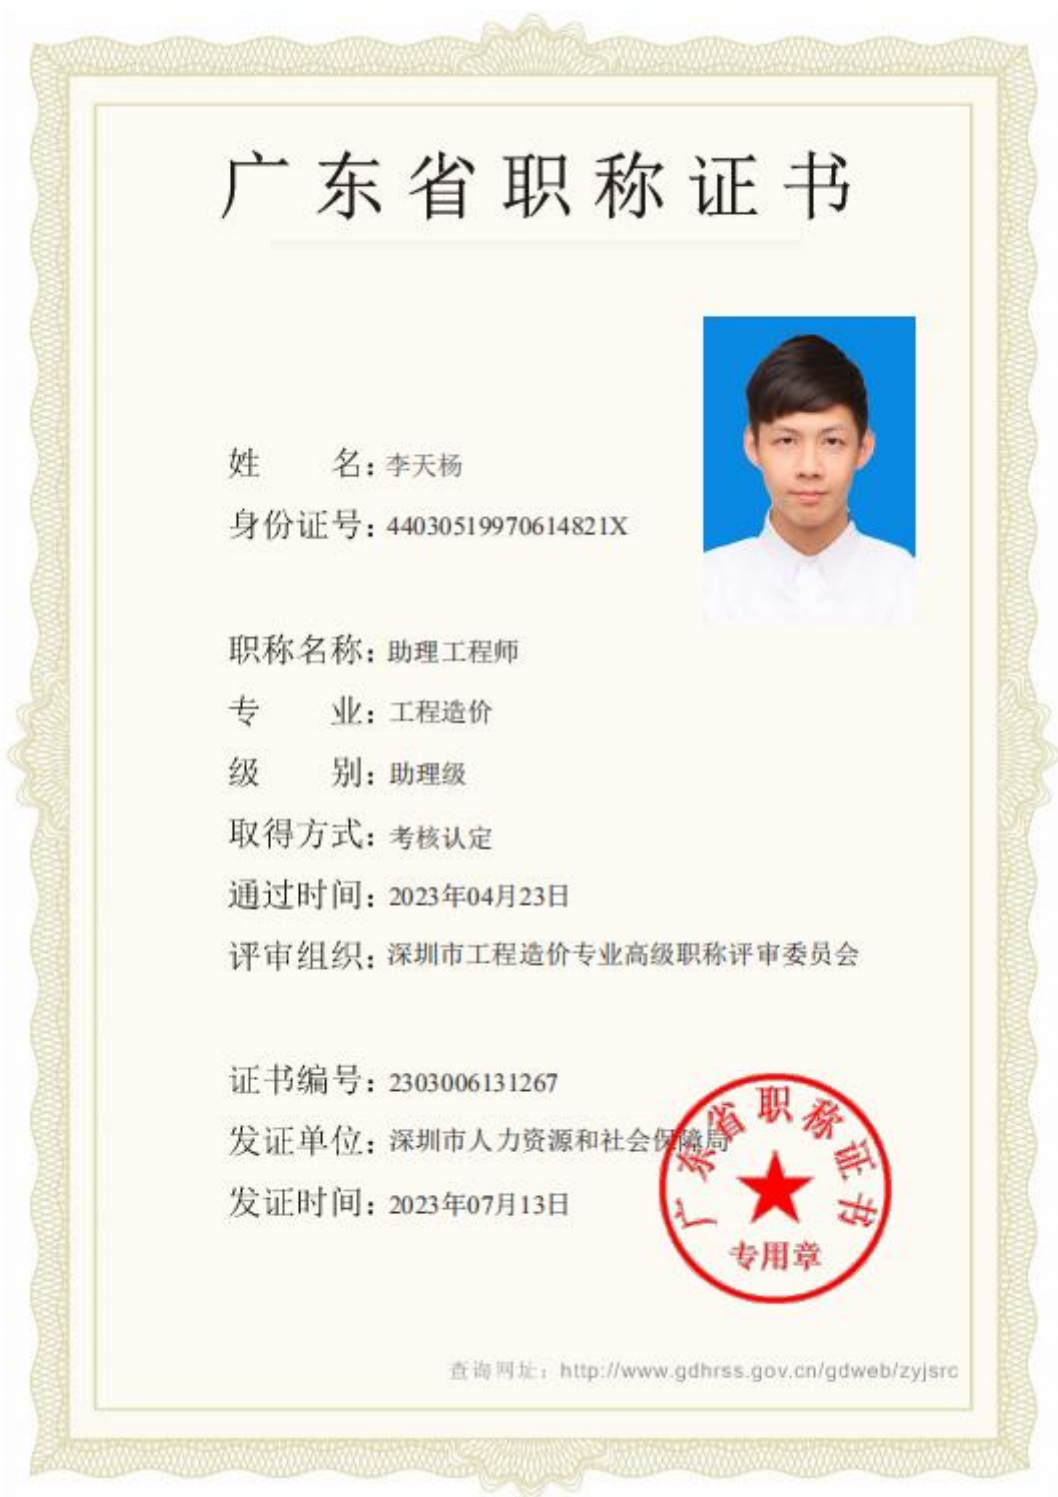 广东省职称证书
姓 名：李天杨
身份证号：44030519970614821X
职称名称：助理工程师
专 业：工程造价
级 别：助理级
取得方式：考核认定
通过时间：2023年04月23日
评审组织：深圳市工程造价专业高级职称评审委员会
证书编号：2303006131267
发证单位：深圳市人力资源和社会保障局
发证时间：2023年07月13日
广东省职称证书
专用章
查询网址：http://www.gdhrss.gov.cn/gdweb/zyjsrc